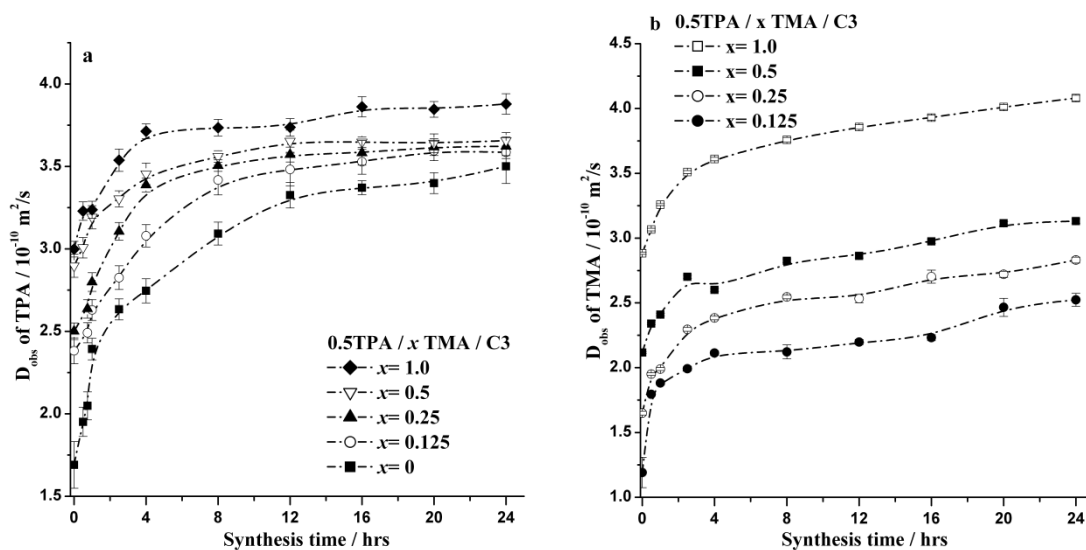 a
D_obs of TPA / 10^-10 m^2/s
4.5
4.0
3.5
3.0
2.5
2.0
1.5
0.5TPA / x TMA / C3
x= 1.0
x= 0.5
x= 0.25
x= 0.125
x= 0
0 4 8 12 16 20 24
Synthesis time / hrs
b 0.5TPA / x TMA / C3
x= 1.0
x= 0.5
x= 0.25
x= 0.125
D_obs of TMA / 10^-10 m^2/s
4.5
4.0
3.5
3.0
2.5
2.0
1.5
1.0
0 4 8 12 16 20 24
Synthesis time / hrs